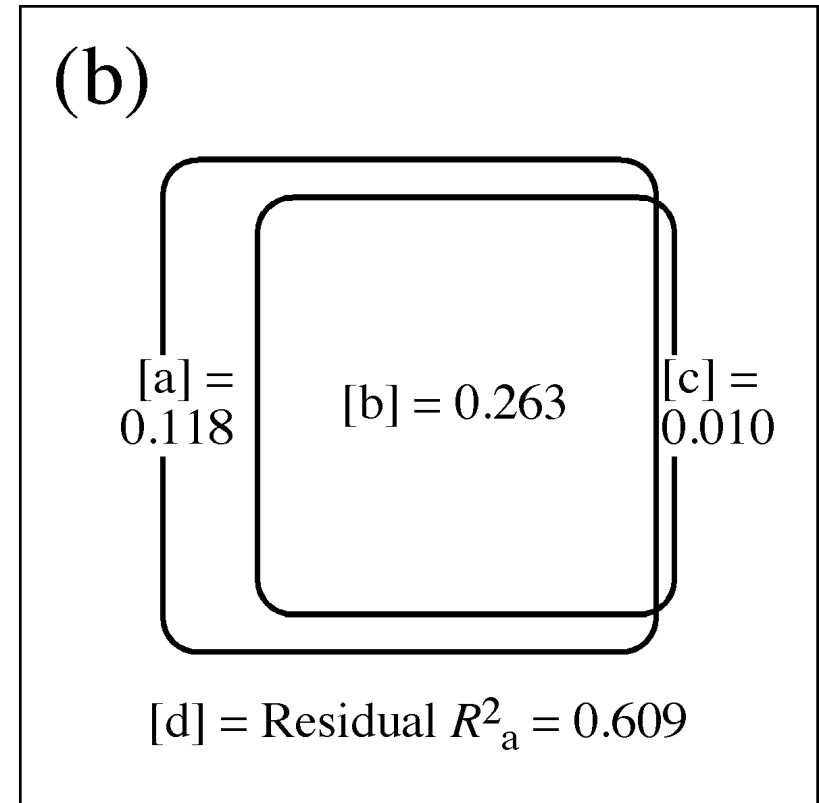 (b)
[a] =
0.118
[b] = 0.263
[c] =
0.010
[d] = Residual R²ₐ = 0.609